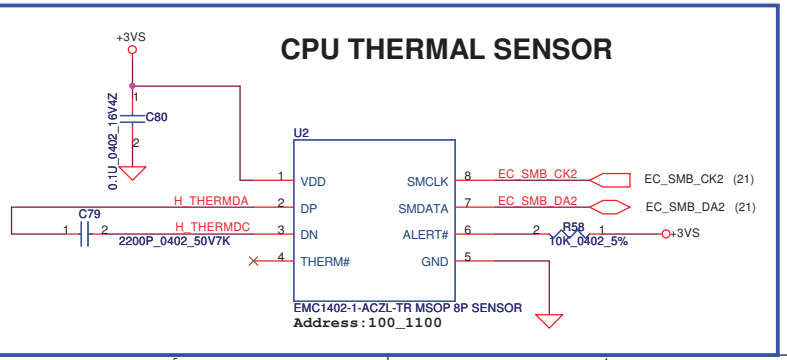 +3VS
CPU THERMAL SENSOR
1
C80
0.1U_0402_16V4Z
2
U2
1 VDD
SMCLK 8 EC_SMB_CK2 EC_SMB_CK2 (21)
H_THERMDA 2 DP
SMDATA 7 EC_SMB_DA2 EC_SMB_DA2 (21)
C79
1 2 H_THERMDC 3 DN
2200P_0402_50V7K
ALERT# 6 2 R58 1 +3VS
10K_0402_5%
4 THERM#
GND 5
EMC1402-1-ACZL-TR MSOP 8P SENSOR
Address:100_1100